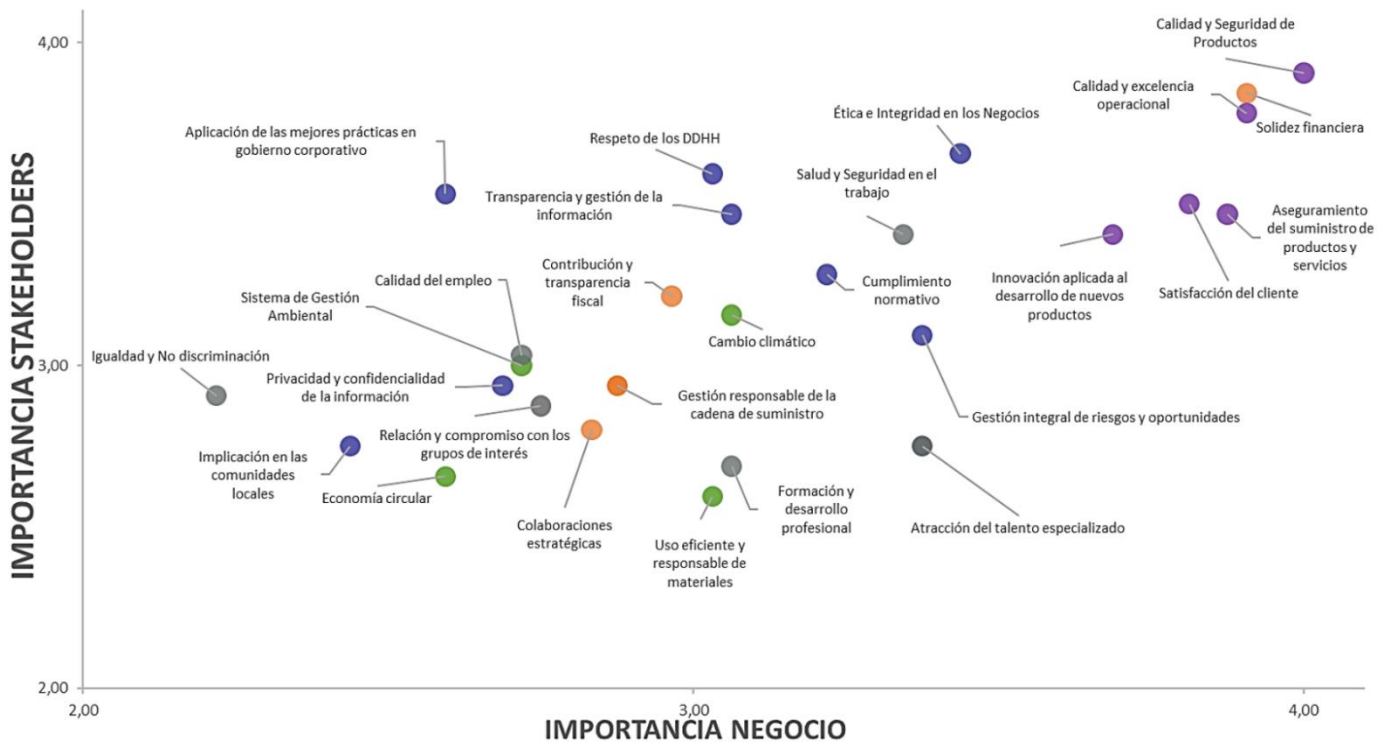 IMPORTANCIA STAKEHOLDERS
4,00
3,00
2,00
Calidad y Seguridad de
Productos
Calidad y excelencia
operacional
Solidez financiera
Ética e Integridad en los Negocios
Aplicación de las mejores prácticas en
gobierno corporativo
Respeto de los DDHH
Salud y Seguridad en el
trabajo
Transparencia y gestión de la
información
Aseguramiento
del suministro de
productos y
servicios
Contribución y
transparencia
fiscal
Calidad del empleo
Cumplimiento
normativo
Innovación aplicada al
desarrollo de nuevos
productos
Satisfacción del cliente
Sistema de Gestión
Ambiental
Cambio climático
Igualdad y No discriminación
Privacidad y confidencialidad
de la información
Gestión responsable de la
cadena de suministro
Gestión integral de riesgos y oportunidades
Relación y compromiso con los
grupos de interés
Implicación en las
comunidades
locales
Economía circular
Formación y
desarrollo
profesional
Colaboraciones
estratégicas
Atracción del talento especializado
Uso eficiente y
responsable de
materiales
2,00
3,00
4,00
IMPORTANCIA NEGOCIO